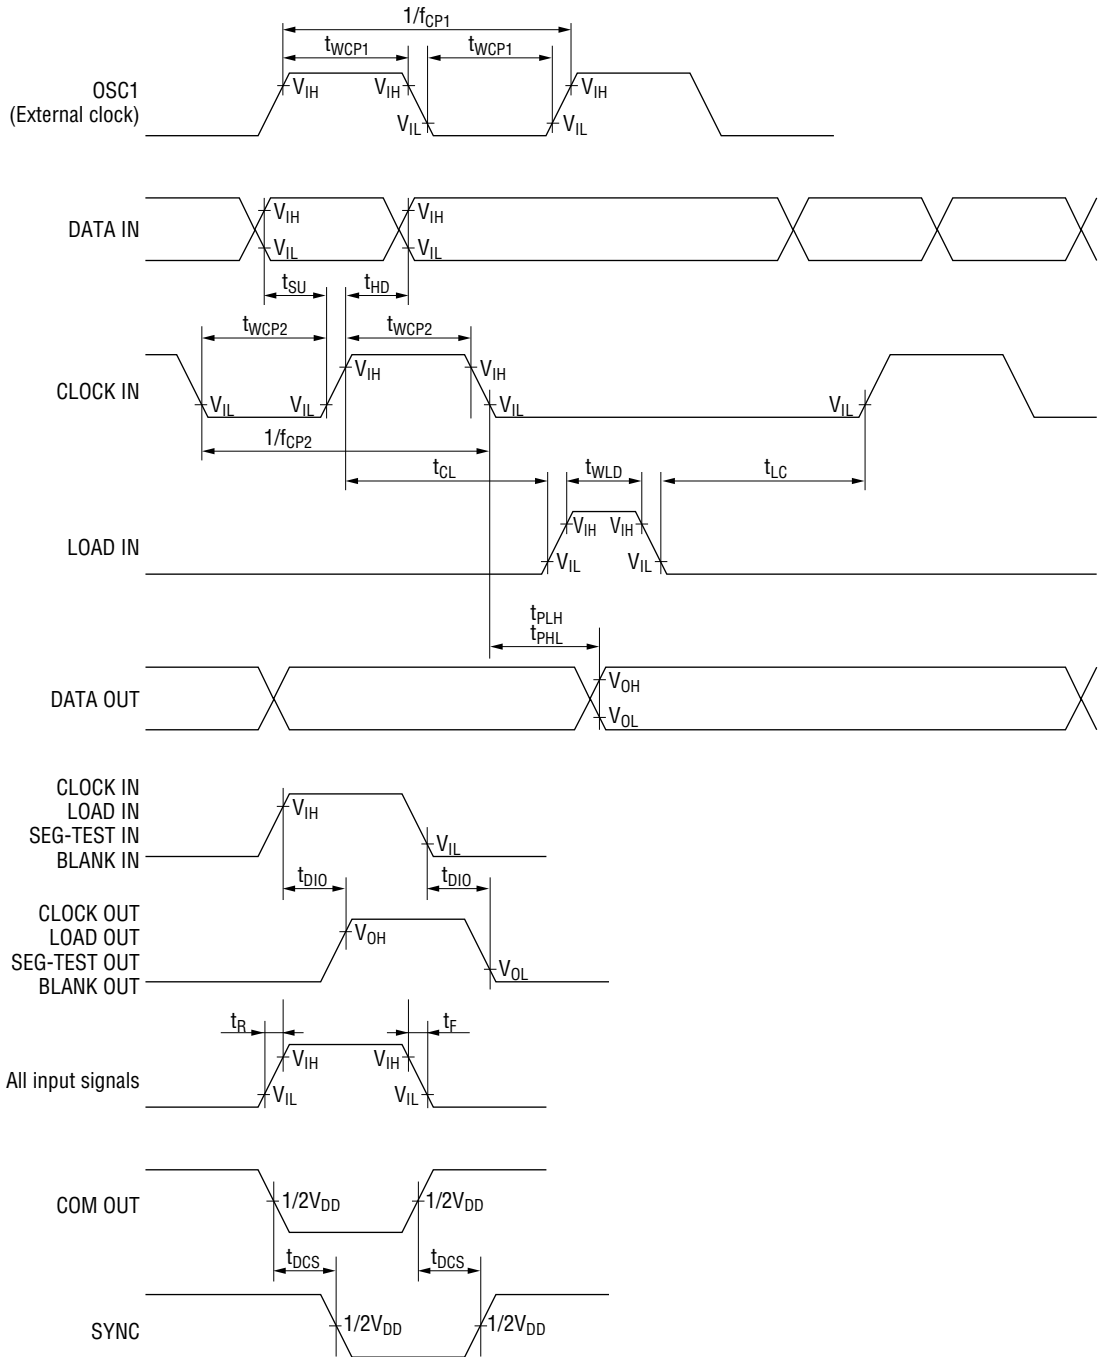 1/fCP1
tWCP1 tWCP1
OSC1
(External clock)
VIH VIH VIH
VIL VIL
DATA IN
VIH VIH
VIL VIL
tSU tHD
tWCP2 tWCP2
CLOCK IN
VIH VIH
VIL VIL VIL VIL
1/fCP2
tCL tWLD tLC
LOAD IN
VIH VIH
VIL VIL
tPLH
tPHL
DATA OUT
VOH
VOL
CLOCK IN
LOAD IN
SEG-TEST IN
BLANK IN
VIH
VIL
tDIO tDIO
CLOCK OUT
LOAD OUT
SEG-TEST OUT
BLANK OUT
VOH
VOL
tR tF
All input signals
VIH VIH
VIL VIL
COM OUT
1/2VDD 1/2VDD
tDCS tDCS
SYNC
1/2VDD 1/2VDD